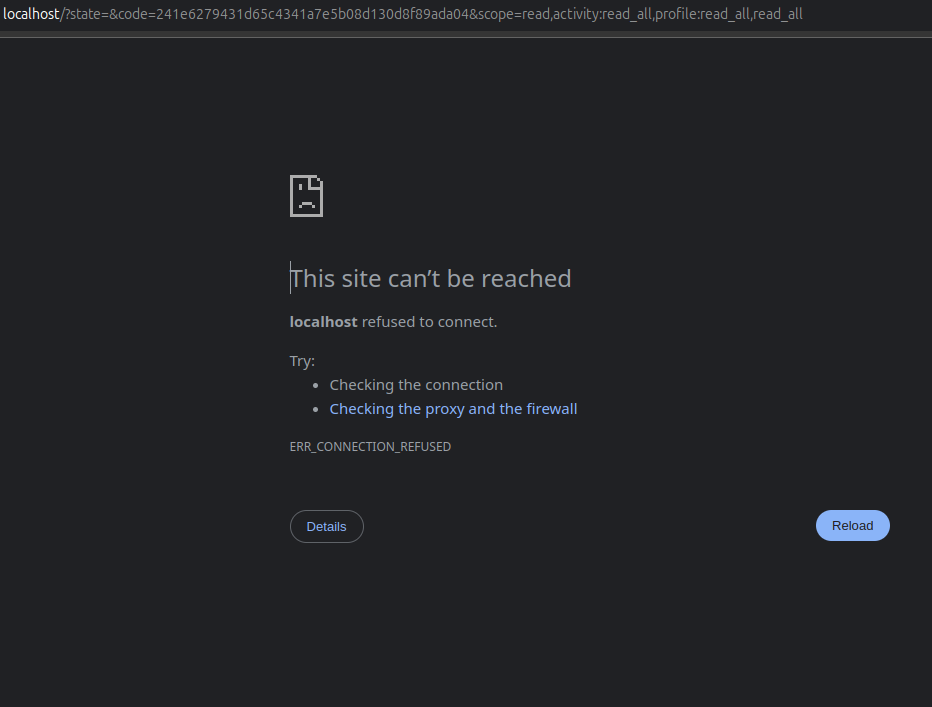 localhost/?state=&code=241e6279431d65c4341a7e5b08d130d8f89ada04&scope=read,activity:read_all,profile:read_all,read_all
This site can’t be reached
localhost refused to connect.
Try:
• Checking the connection
• Checking the proxy and the firewall
ERR_CONNECTION_REFUSED
Details
Reload